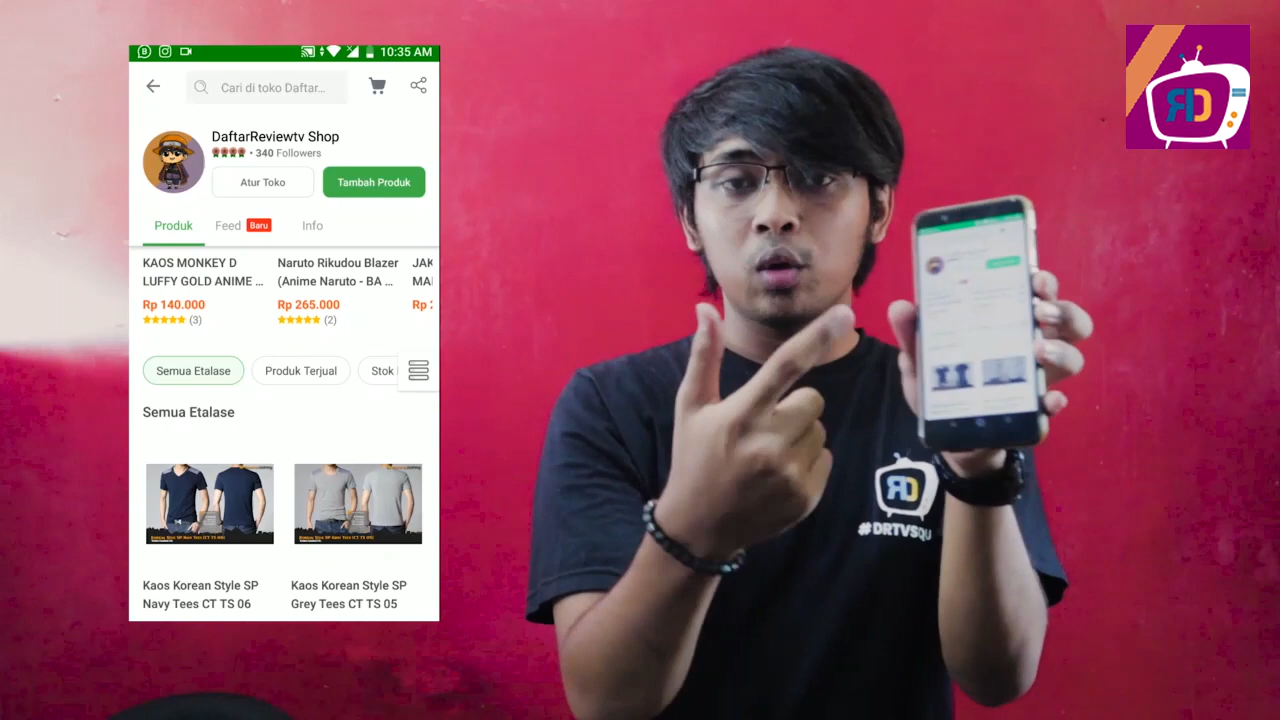 10:35 AM
Cari di toko Daftar...
DaftarReviewtv Shop
• 340 Followers
Atur Toko
Tambah Produk
Produk
Feed
Baru
Info
KAOS MONKEY D
LUFFY GOLD ANIME ...
Rp 140.000
(3)
Naruto Rikudou Blazer
(Anime Naruto - BA ...
Rp 265.000
(2)
JAK
MAI
Rp 2
Semua Etalase
Produk Terjual
Stok
Semua Etalase
Kaos Korean Style SP
Navy Tees CT TS 06
Kaos Korean Style SP
Grey Tees CT TS 05
#DRTVSQU